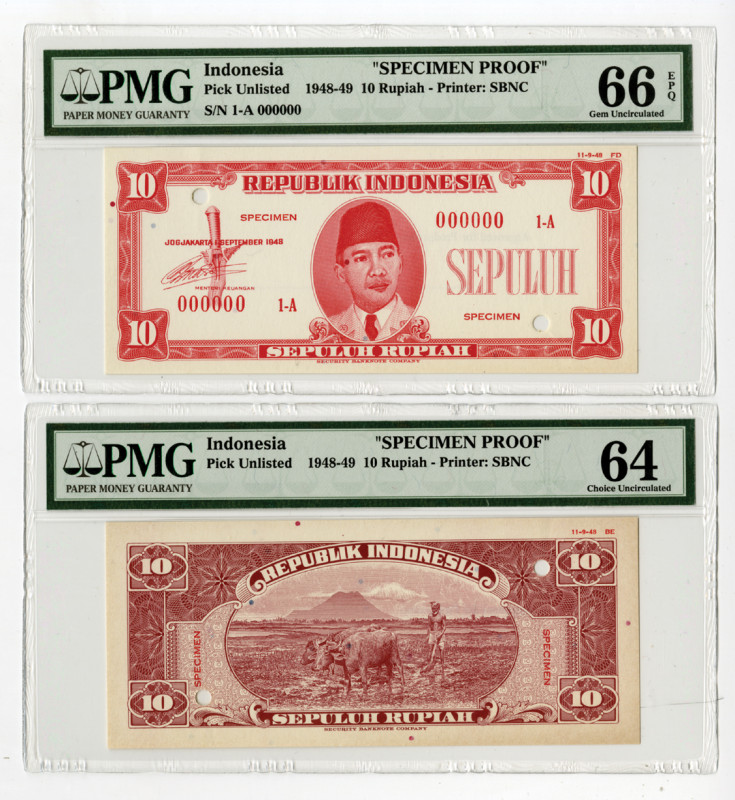 PMG
PAPER MONEY GUARANTY
Indonesia "SPECIMEN PROOF"
Pick Unlisted 1948-49 10 Rupiah - Printer: SBNC
S/N 1-A 000000
66 EPQ
Gem Uncirculated
11-9-48 FD
10 REPUBLIK INDONESIA 10
SPECIMEN
000000 1-A
JOGJAKARTA 1 SEPTEMBER 1948
SEPULUH
MENTERI KEUANGAN
000000 1-A
SPECIMEN
10 SEPULUH RUPIAH 10
SECURITY BANKNOTE COMPANY
PMG
PAPER MONEY GUARANTY
Indonesia "SPECIMEN PROOF"
Pick Unlisted 1948-49 10 Rupiah - Printer: SBNC
64
Choice Uncirculated
11-9-48 BE
10 REPUBLIK INDONESIA 10
SPECIMEN
SPECIMEN
10 SEPULUH RUPIAH 10
SECURITY BANKNOTE COMPANY